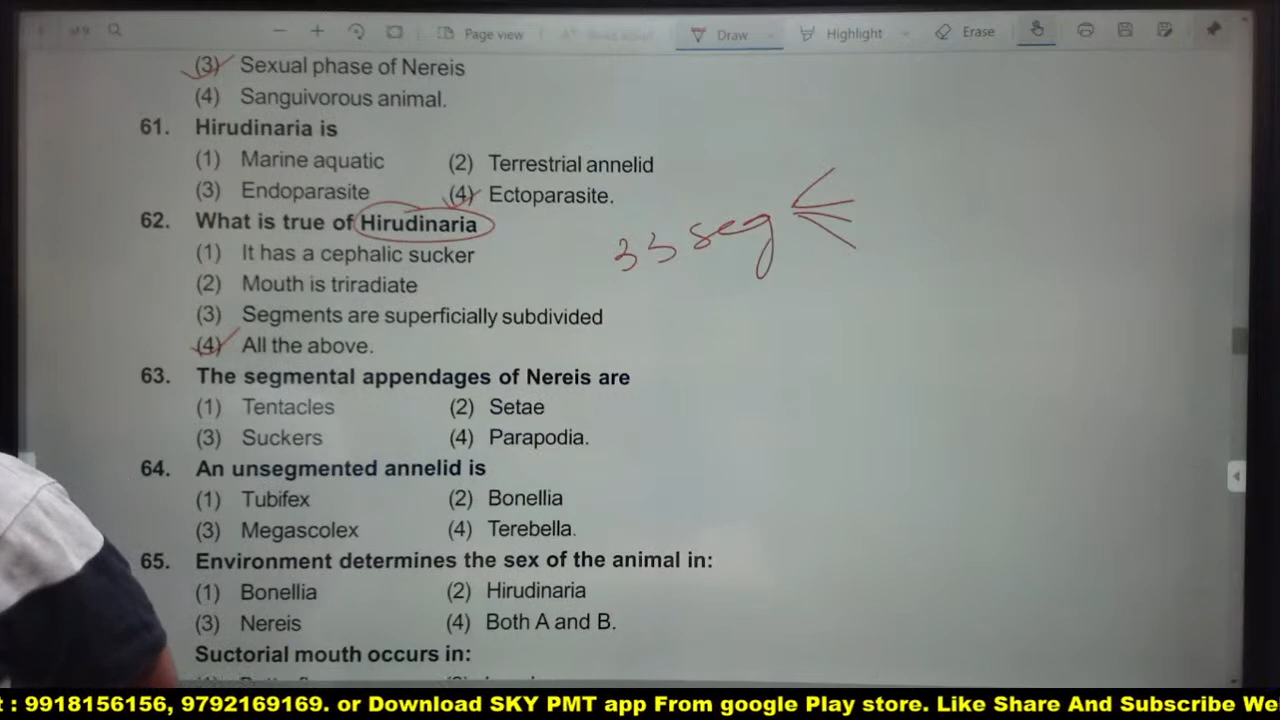 Page view
Draw
Highlight
Erase
(3) Sexual phase of Nereis
(4) Sanguivorous animal.
61. Hirudinaria is
(1) Marine aquatic (2) Terrestrial annelid
(3) Endoparasite (4) Ectoparasite.
62. What is true of Hirudinaria
(1) It has a cephalic sucker
33 seg
(2) Mouth is triradiate
(3) Segments are superficially subdivided
(4) All the above.
63. The segmental appendages of Nereis are
(1) Tentacles (2) Setae
(3) Suckers (4) Parapodia.
64. An unsegmented annelid is
(1) Tubifex (2) Bonellia
(3) Megascolex (4) Terebella.
65. Environment determines the sex of the animal in:
(1) Bonellia (2) Hirudinaria
(3) Nereis (4) Both A and B.
Suctorial mouth occurs in:
t : 9918156156, 9792169169. or Download SKY PMT app From google Play store. Like Share And Subscribe We